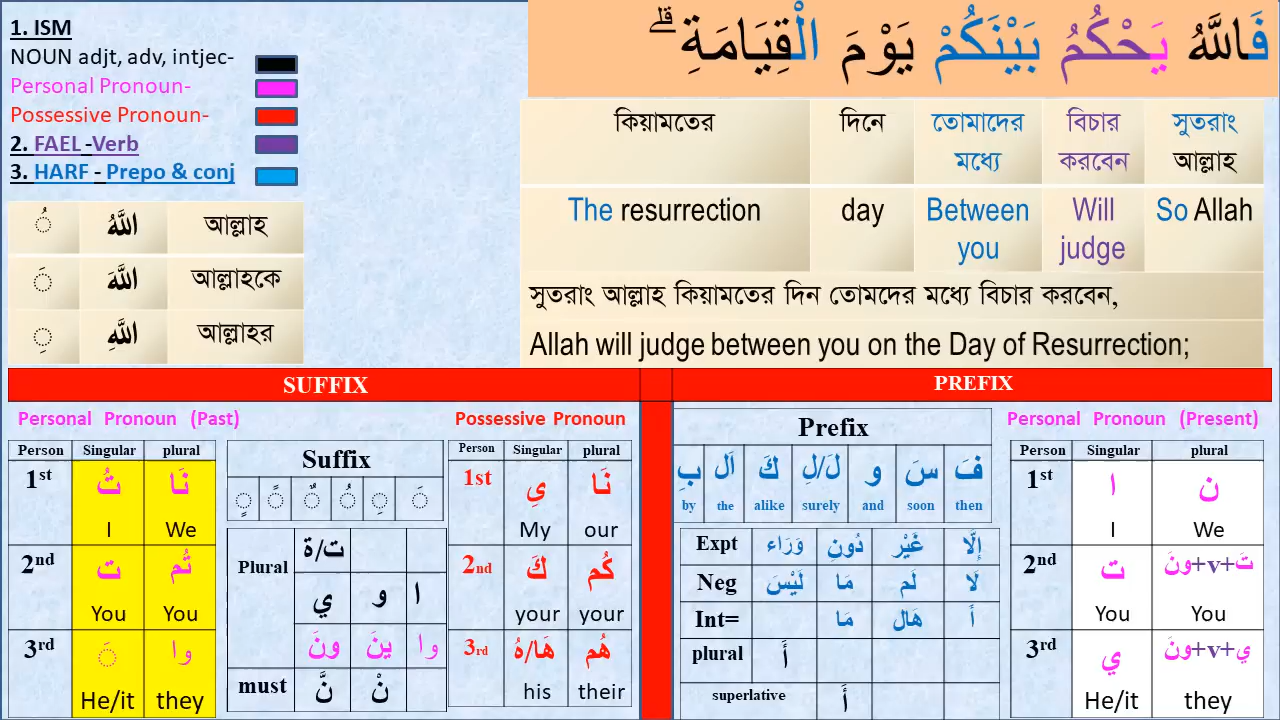 1. ISM
NOUN adjt, adv, intjec-
Personal Pronoun-
Possessive Pronoun-
2. FAEL -Verb
3. HARF - Prepo & conj
فَاللَّهُ يَحْكُمُ بَيْنَكُمْ يَوْمَ الْقِيَامَةِ ۗ
কিয়ামতের দিনে তোমাদের মধ্যে বিচার করবেন সুতরাং আল্লাহ
The resurrection day Between you Will judge So Allah
সুতরাং আল্লাহ কিয়ামতের দিন তোমদের মধ্যে বিচার করবেন,
Allah will judge between you on the Day of Resurrection;
ُ اللَّهُ আল্লাহ
َ اللَّهَ আল্লাহকে
ِ اللَّهِ আল্লাহর
SUFFIX
Personal Pronoun (Past)
Person Singular plural
1st تُ نَا
I We
2nd ت تُم
You You
3rd َ وا
He/it they
Suffix
ٍ ً ٌ ُ ِ َ
Plural ت/ة
ي و ا
ونَ ينَ وا
must نَّ نْ
Possessive Pronoun
Person Singular plural
1st يِ نَا
My our
2nd كَ كُم
your your
3rd هَا/هُ هُم
his their
PREFIX
Prefix
بِ اَل كَ لَ/لِ و سَ فَ
by the alike surely and soon then
Expt وَرَاء دُونِ غَيْر إِلَّا
Neg لَيْسَ مَا لَم لَا
Int= مَا هَال أَ
plural أَ
superlative أَ
Personal Pronoun (Present)
Person Singular plural
1st ا ن
I We
2nd ت تَ+v+ونَ
You You
3rd ي ي+v+ونَ
He/it they